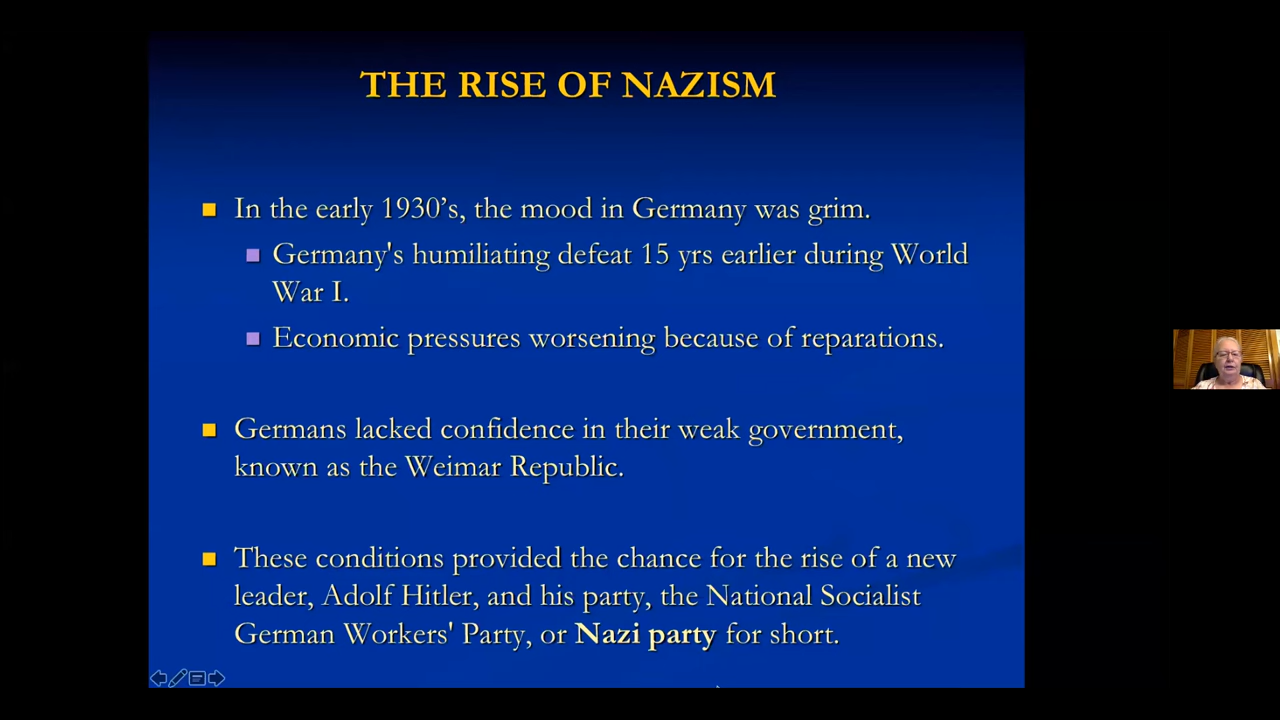 THE RISE OF NAZISM
In the early 1930’s, the mood in Germany was grim.
Germany's humiliating defeat 15 yrs earlier during World
War I.
Economic pressures worsening because of reparations.
Germans lacked confidence in their weak government,
known as the Weimar Republic.
These conditions provided the chance for the rise of a new
leader, Adolf Hitler, and his party, the National Socialist
German Workers' Party, or Nazi party for short.